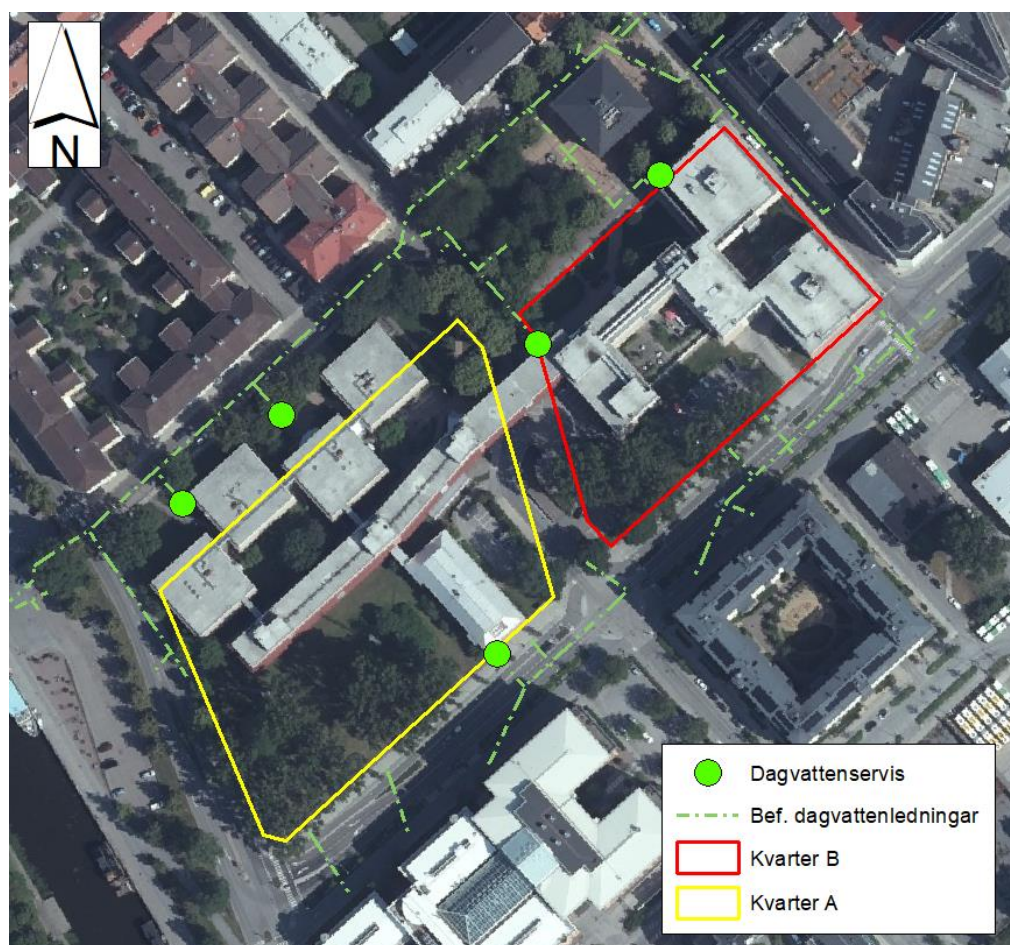 N
Dagvattenservis
Bef. dagvattenledningar
Kvarter B
Kvarter A